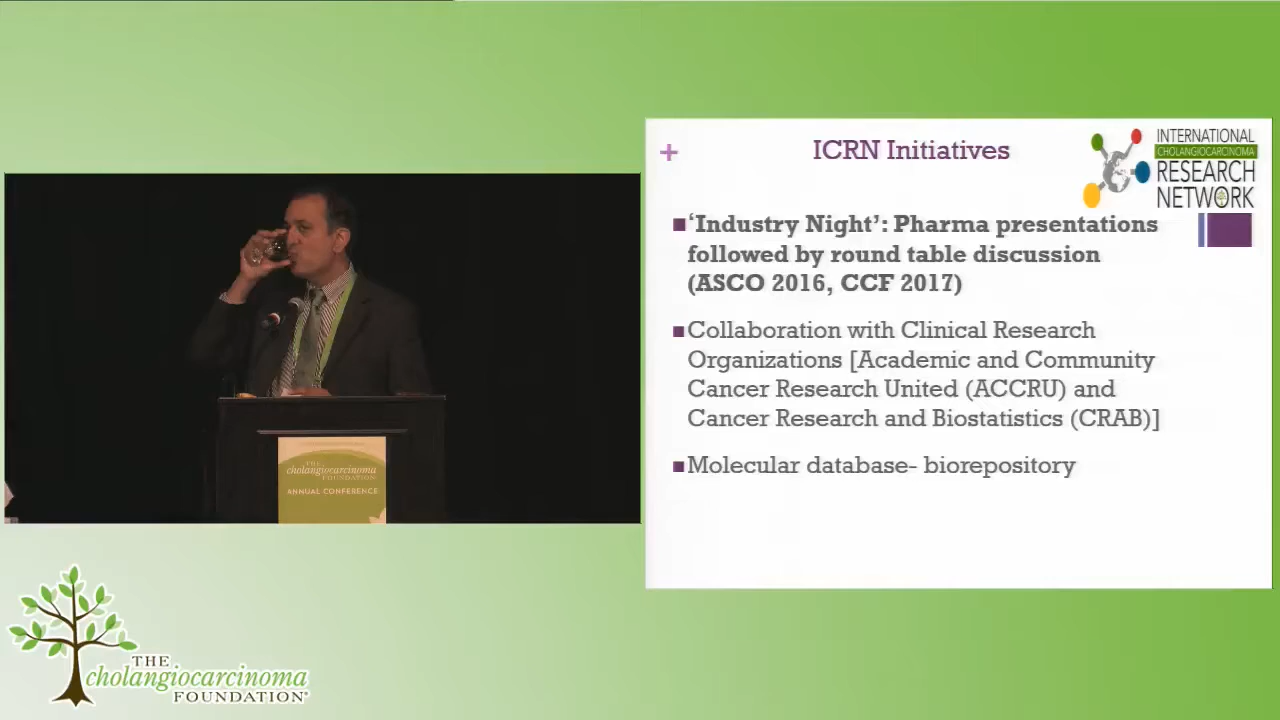 + ICRN Initiatives
INTERNATIONAL
CHOLANGIOCARCINOMA
RESEARCH
NETWORK
‘Industry Night’: Pharma presentations
followed by round table discussion
(ASCO 2016, CCF 2017)
Collaboration with Clinical Research
Organizations [Academic and Community
Cancer Research United (ACCRU) and
Cancer Research and Biostatistics (CRAB)]
Molecular database- biorepository
THE
cholangiocarcinoma
FOUNDATION
ANNUAL CONFERENCE
THE
cholangiocarcinoma
FOUNDATION®